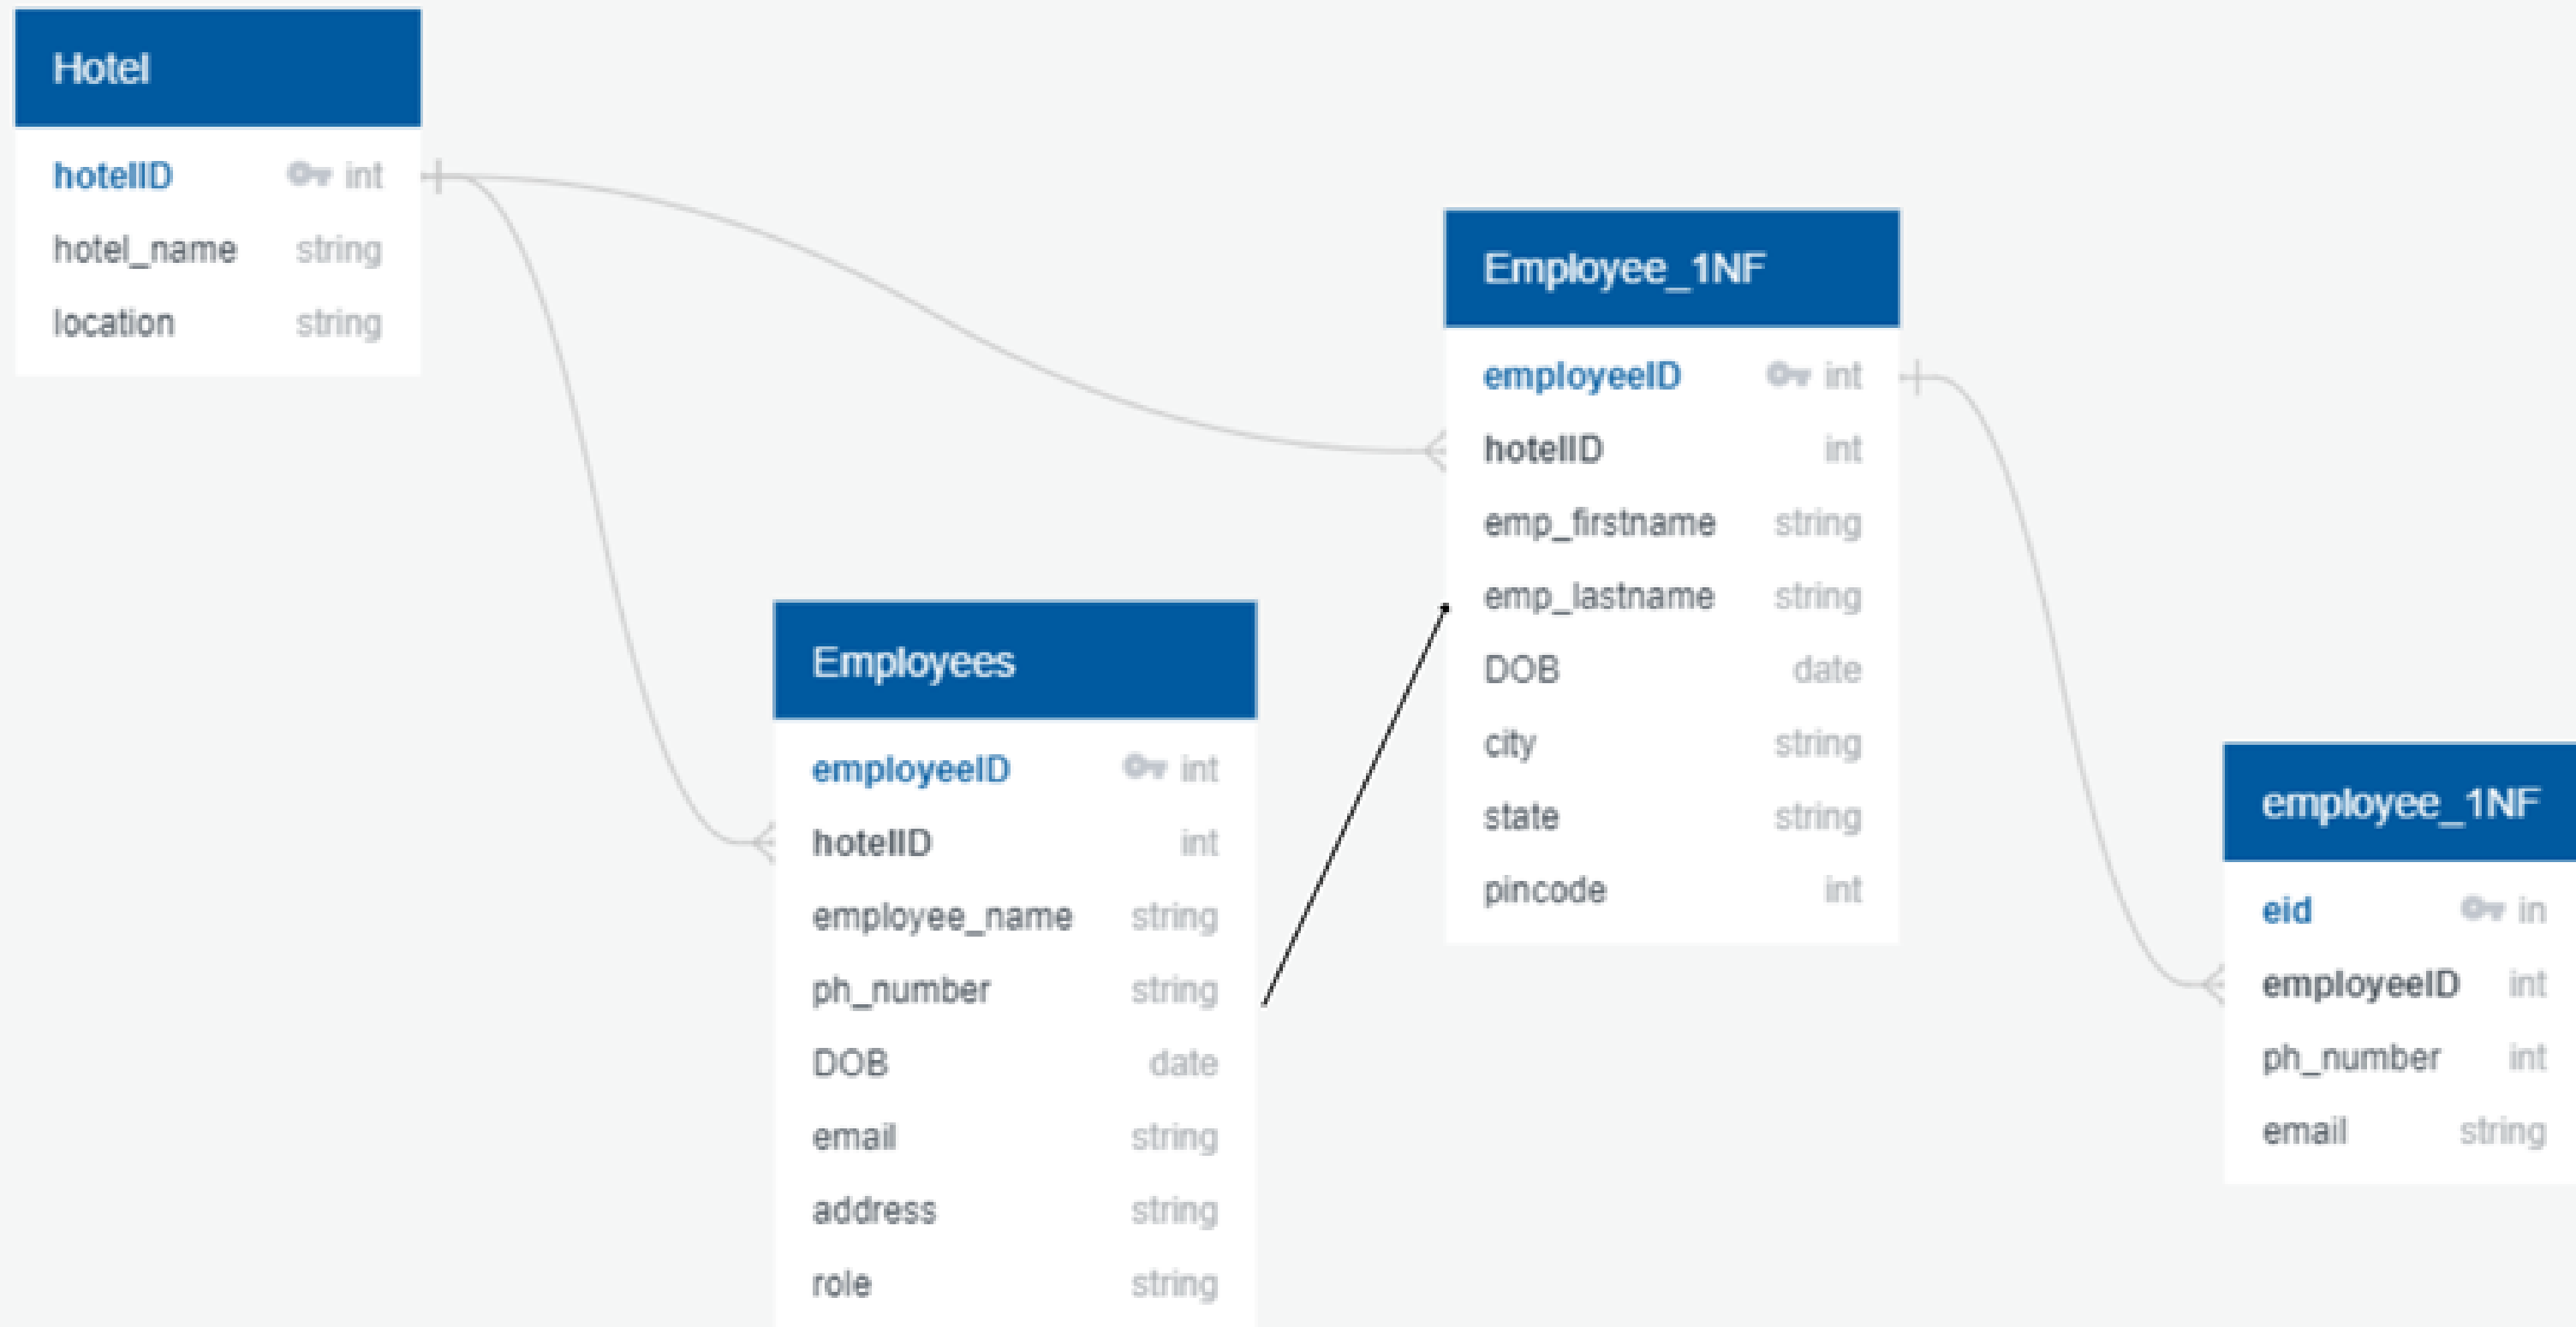 Hotel
hotelID int
hotel_name string
location string
Employee_1NF
employeeID int
hotelID int
emp_firstname string
emp_lastname string
DOB date
city string
state string
pincode int
Employees
employeeID int
hotelID int
employee_name string
ph_number string
DOB date
email string
address string
role string
employee_1NF
eid in
employeeID int
ph_number int
email string